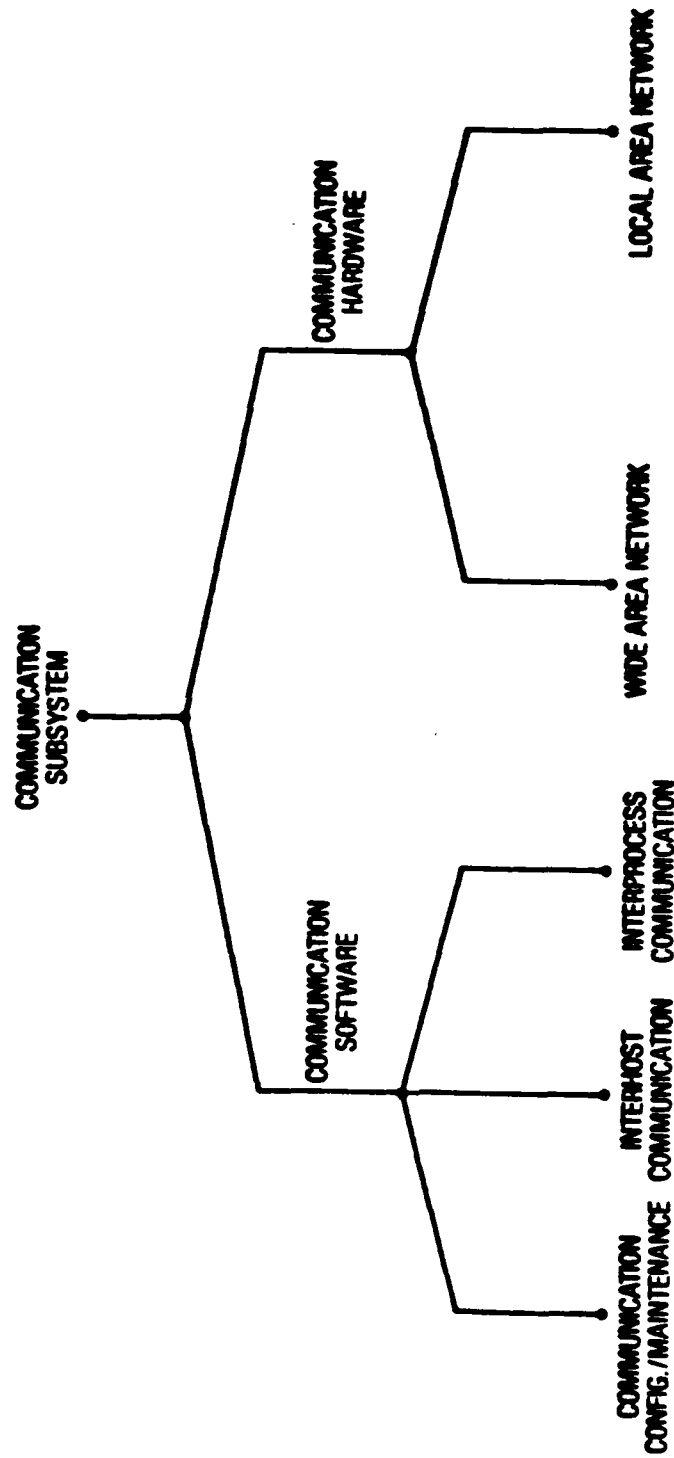 COMMUNICATION
SUBSYSTEM
COMMUNICATION
SOFTWARE
COMMUNICATION
HARDWARE
COMMUNICATION
CONFIG./MAINTENANCE
INTERHOST
COMMUNICATION
INTERPROCESS
COMMUNICATION
WIDE AREA NETWORK
LOCAL AREA NETWORK